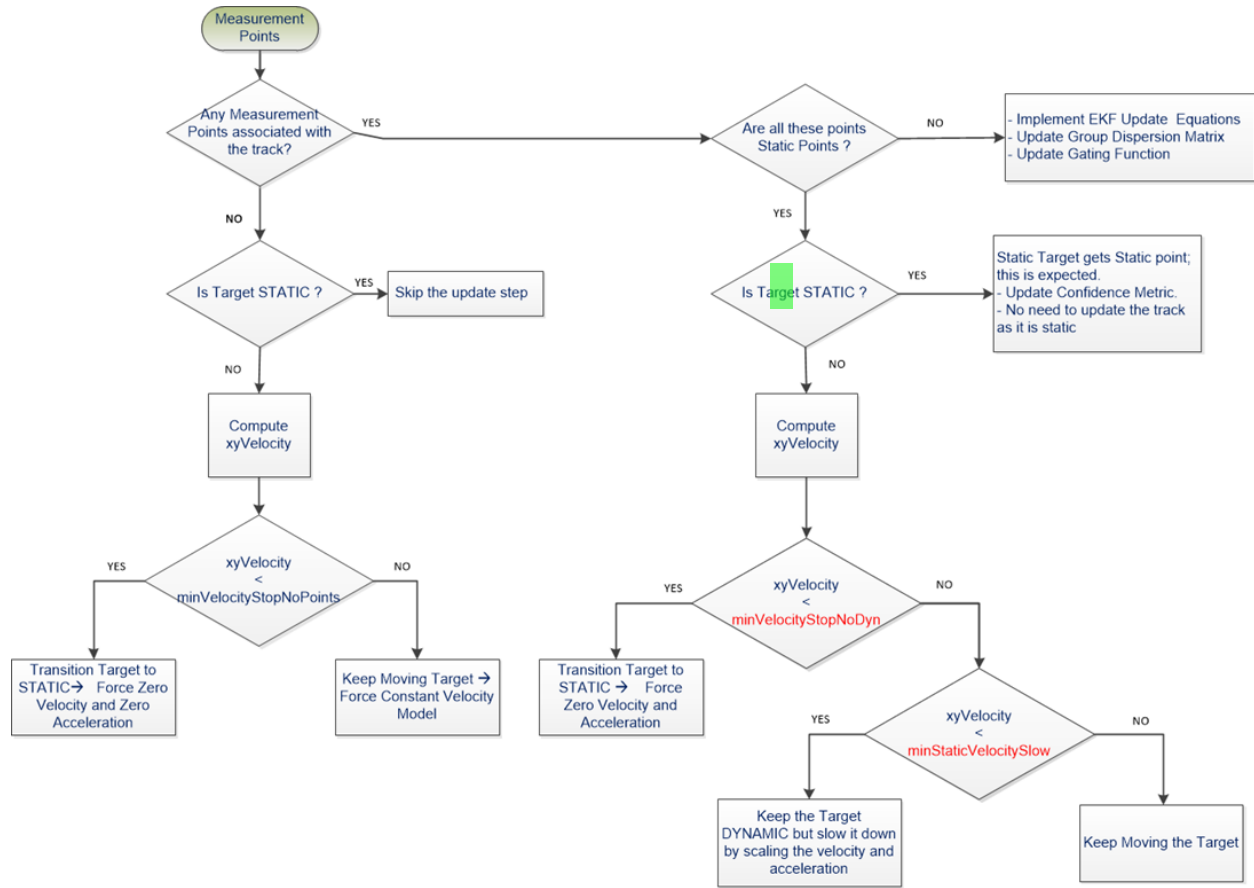 Measurement
Points
Any Measurement
Points associated with
the track?
YES
Are all these points
Static Points ?
NO
- Implement EKF Update Equations
- Update Group Dispersion Matrix
- Update Gating Function
NO
YES
Is Target STATIC ?
YES
Skip the update step
Is Target STATIC ?
YES
Static Target gets Static point;
this is expected.
- Update Confidence Metric.
- No need to update the track
as it is static
NO
NO
Compute
xyVelocity
Compute
xyVelocity
YES
xyVelocity
<
minVelocityStopNoPoints
NO
YES
xyVelocity
<
minVelocityStopNoDyn
NO
Transition Target to
STATIC→ Force Zero
Velocity and Zero
Acceleration
Keep Moving Target →
Force Constant Velocity
Model
Transition Target to
STATIC → Force
Zero Velocity and
Acceleration
YES
xyVelocity
<
minStaticVelocitySlow
NO
Keep the Target
DYNAMIC but slow it down
by scaling the velocity and
acceleration
Keep Moving the Target